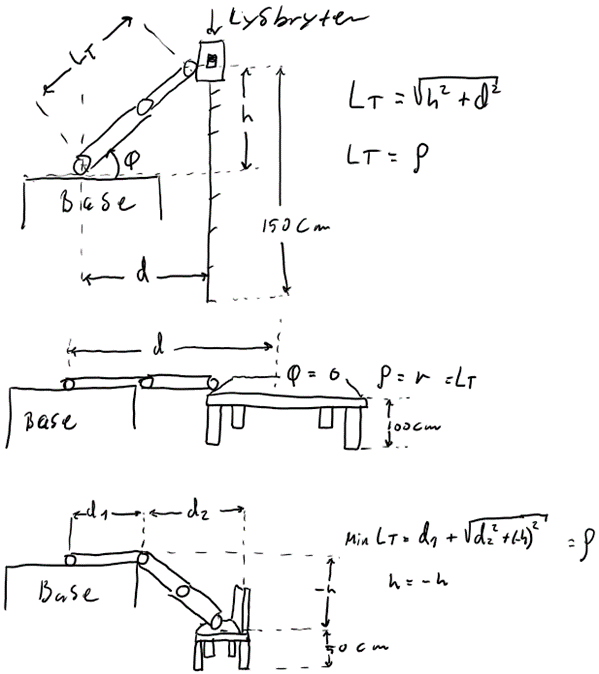 Lysbryter
LT
h
LT = √h² + d²
LT = ρ
φ
Base
150 cm
d
d
φ = 0
ρ = r = LT
Base
00 cm
d1
d2
Min LT = d1 + √d2² + (-h)² = ρ
h = -h
-h
Base
50 cm